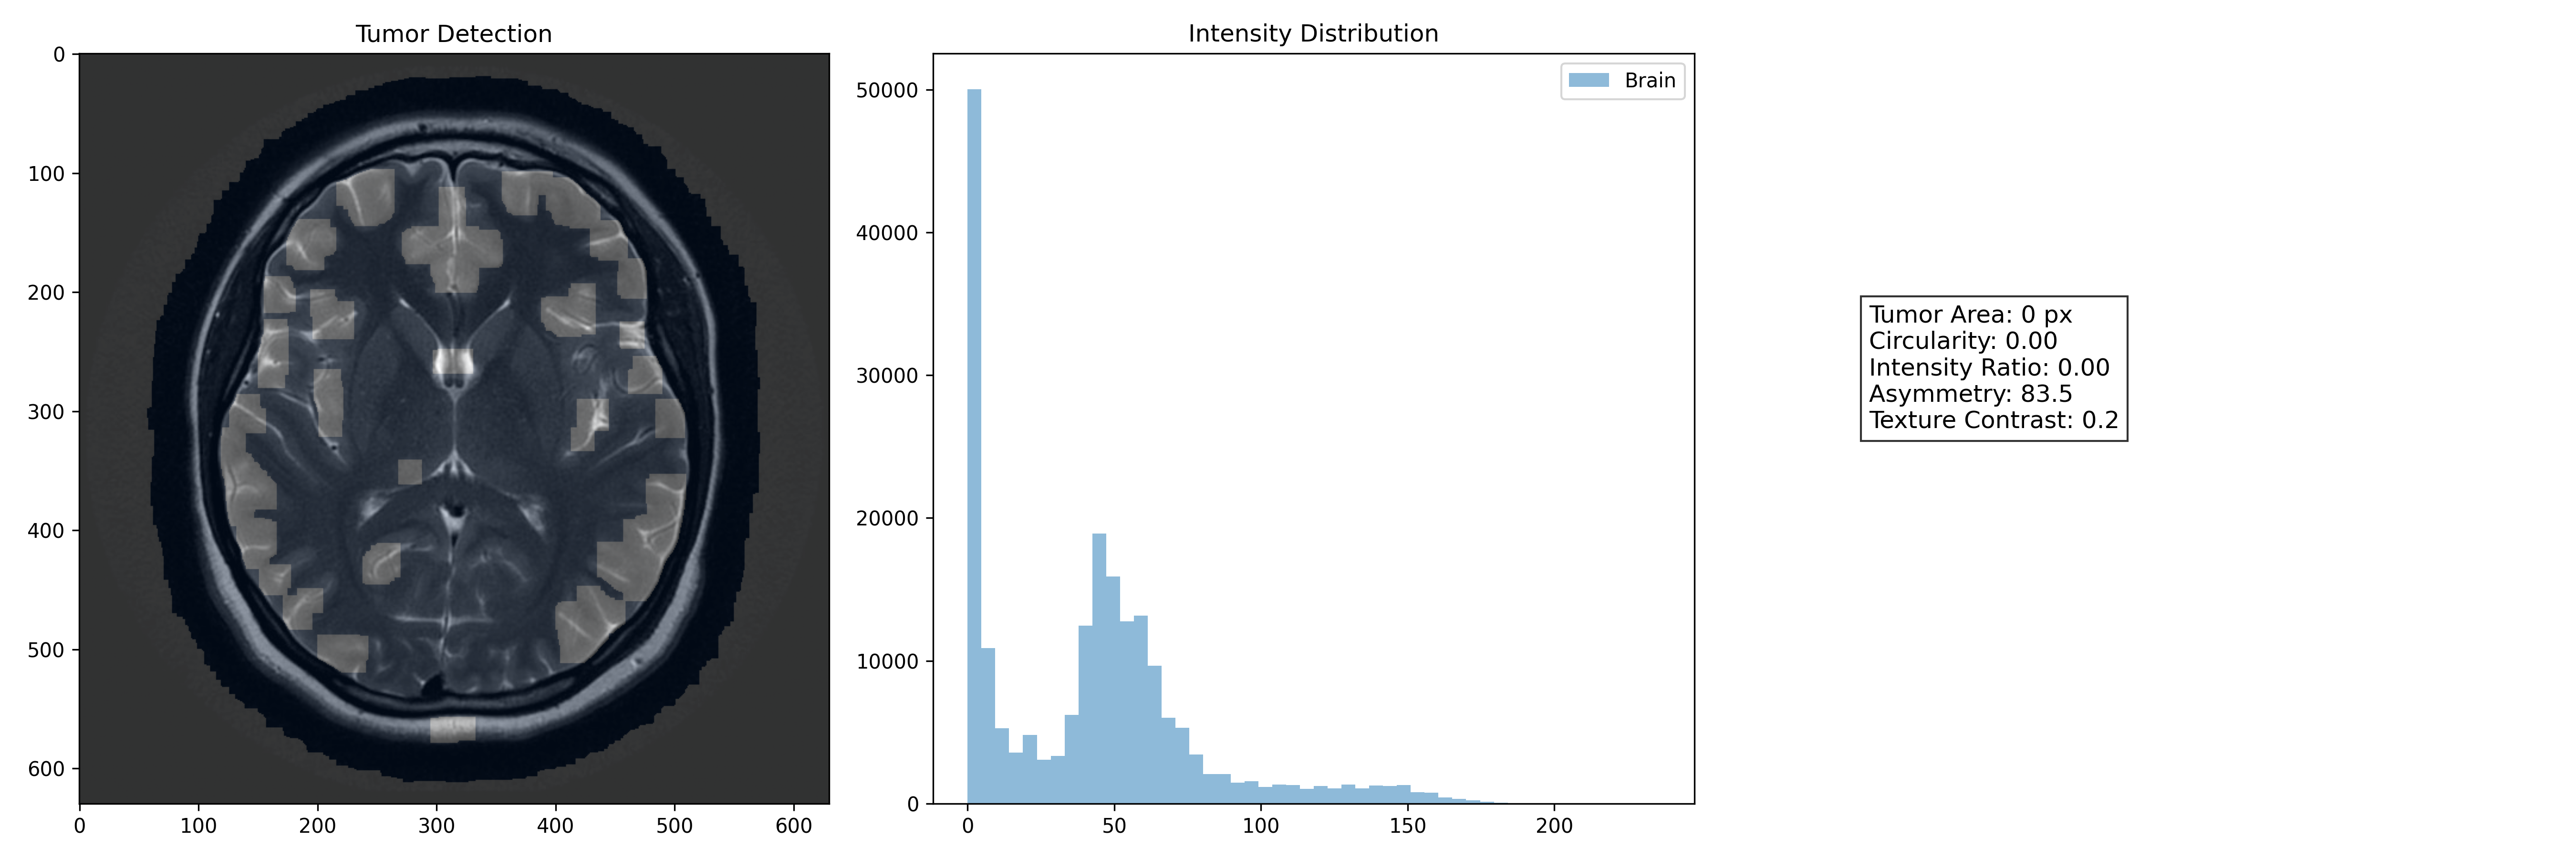 Tumor Detection
0
100
200
300
400
500
600
0 100 200 300 400 500 600
Intensity Distribution
Brain
50000
40000
30000
20000
10000
0
0 50 100 150 200
Tumor Area: 0 px
Circularity: 0.00
Intensity Ratio: 0.00
Asymmetry: 83.5
Texture Contrast: 0.2